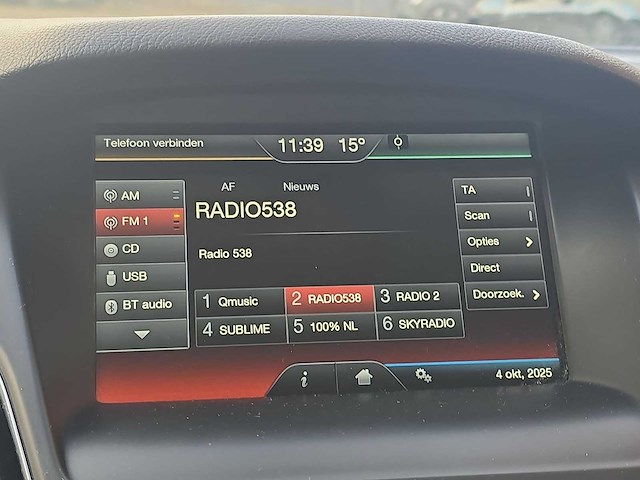 Telefoon verbinden 11:39 15°
AF Nieuws
RADIO538
Radio 538
AM
FM 1
CD
USB
BT audio
TA
Scan
Opties
Direct
Doorzoek.
1 Qmusic 2 RADIO538 3 RADIO 2
4 SUBLIME 5 100% NL 6 SKYRADIO
i
4 okt, 2025